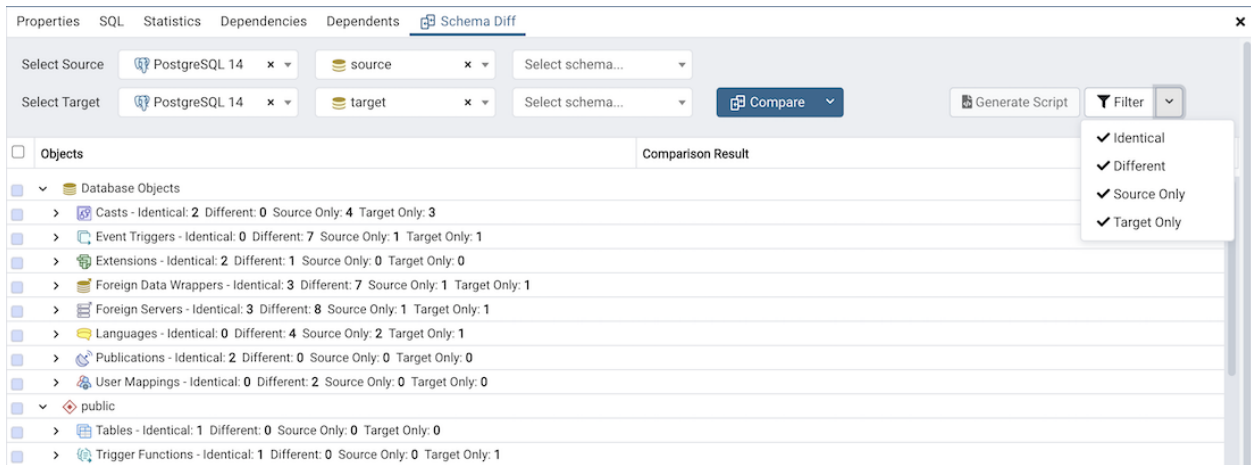 Properties SQL Statistics Dependencies Dependents Schema Diff
Select Source PostgreSQL 14 source Select schema...
Select Target PostgreSQL 14 target Select schema... Compare Generate Script Filter
Identical
Different
Source Only
Target Only
Objects Comparison Result
Database Objects
Casts - Identical: 2 Different: 0 Source Only: 4 Target Only: 3
Event Triggers - Identical: 0 Different: 7 Source Only: 1 Target Only: 1
Extensions - Identical: 2 Different: 1 Source Only: 0 Target Only: 0
Foreign Data Wrappers - Identical: 3 Different: 7 Source Only: 1 Target Only: 1
Foreign Servers - Identical: 3 Different: 8 Source Only: 1 Target Only: 1
Languages - Identical: 0 Different: 4 Source Only: 2 Target Only: 1
Publications - Identical: 2 Different: 0 Source Only: 0 Target Only: 0
User Mappings - Identical: 0 Different: 2 Source Only: 0 Target Only: 0
public
Tables - Identical: 1 Different: 0 Source Only: 0 Target Only: 0
Trigger Functions - Identical: 1 Different: 0 Source Only: 0 Target Only: 1